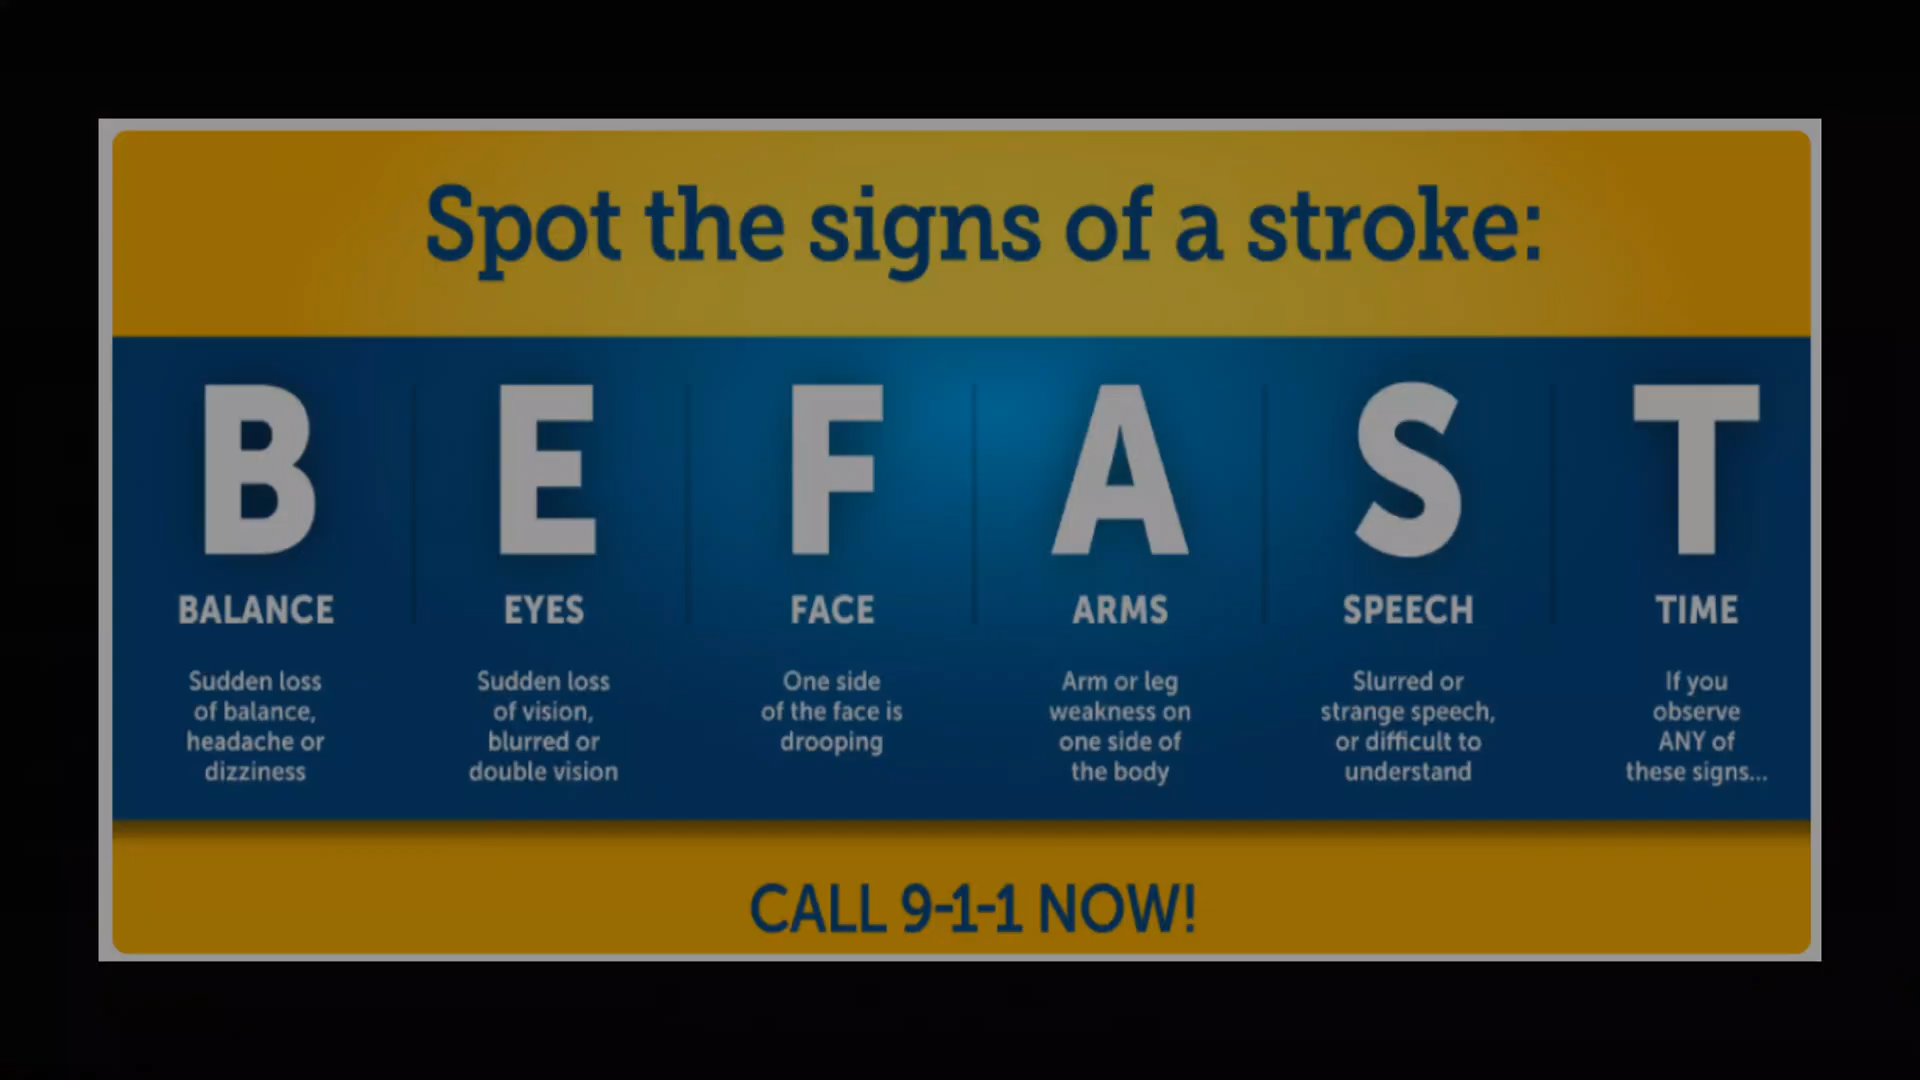 Spot the signs of a stroke:
B
E
F
A
S
T
BALANCE
EYES
FACE
ARMS
SPEECH
TIME
Sudden loss
of balance,
headache or
dizziness
Sudden loss
of vision,
blurred or
double vision
One side
of the face is
drooping
Arm or leg
weakness on
one side of
the body
Slurred or
strange speech,
or difficult to
understand
If you
observe
ANY of
these signs...
CALL 9-1-1 NOW!